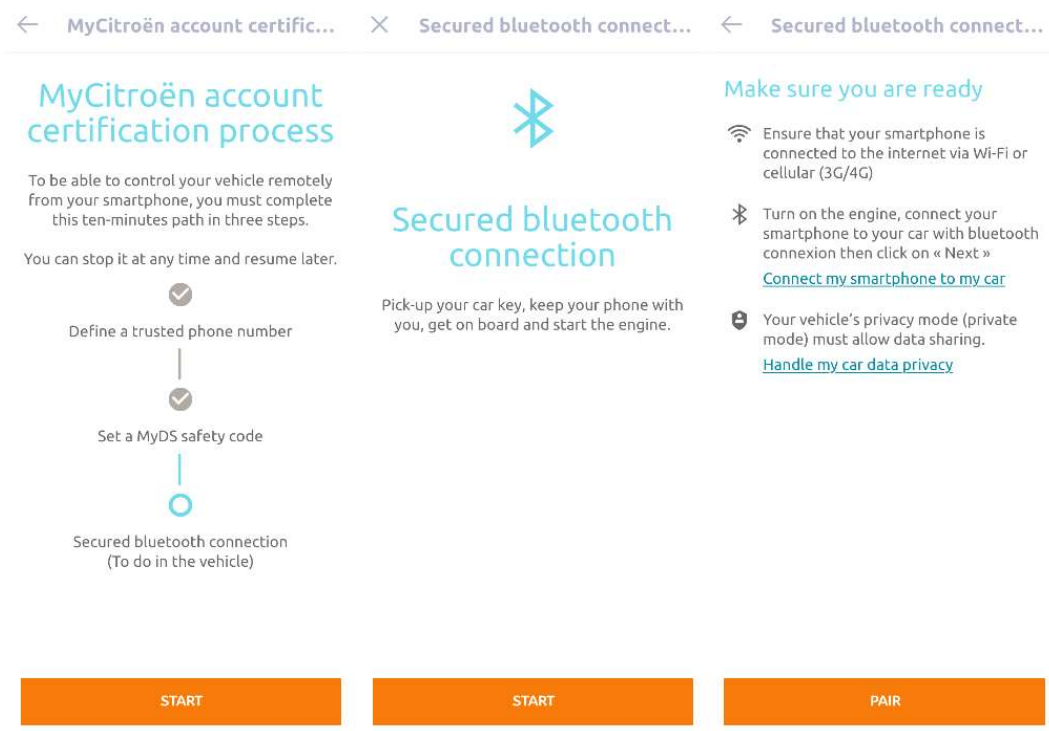 MyCitroën account certific...
MyCitroën account
certification process
To be able to control your vehicle remotely
from your smartphone, you must complete
this ten-minutes path in three steps.
You can stop it at any time and resume later.
Define a trusted phone number
Set a MyDS safety code
Secured bluetooth connection
(To do in the vehicle)
START
Secured bluetooth connect...
Secured bluetooth
connection
Pick-up your car key, keep your phone with
you, get on board and start the engine.
START
Secured bluetooth connect...
Make sure you are ready
Ensure that your smartphone is
connected to the internet via Wi-Fi or
cellular (3G/4G)
Turn on the engine, connect your
smartphone to your car with bluetooth
connexion then click on « Next »
Connect my smartphone to my car
Your vehicle's privacy mode (private
mode) must allow data sharing.
Handle my car data privacy
PAIR